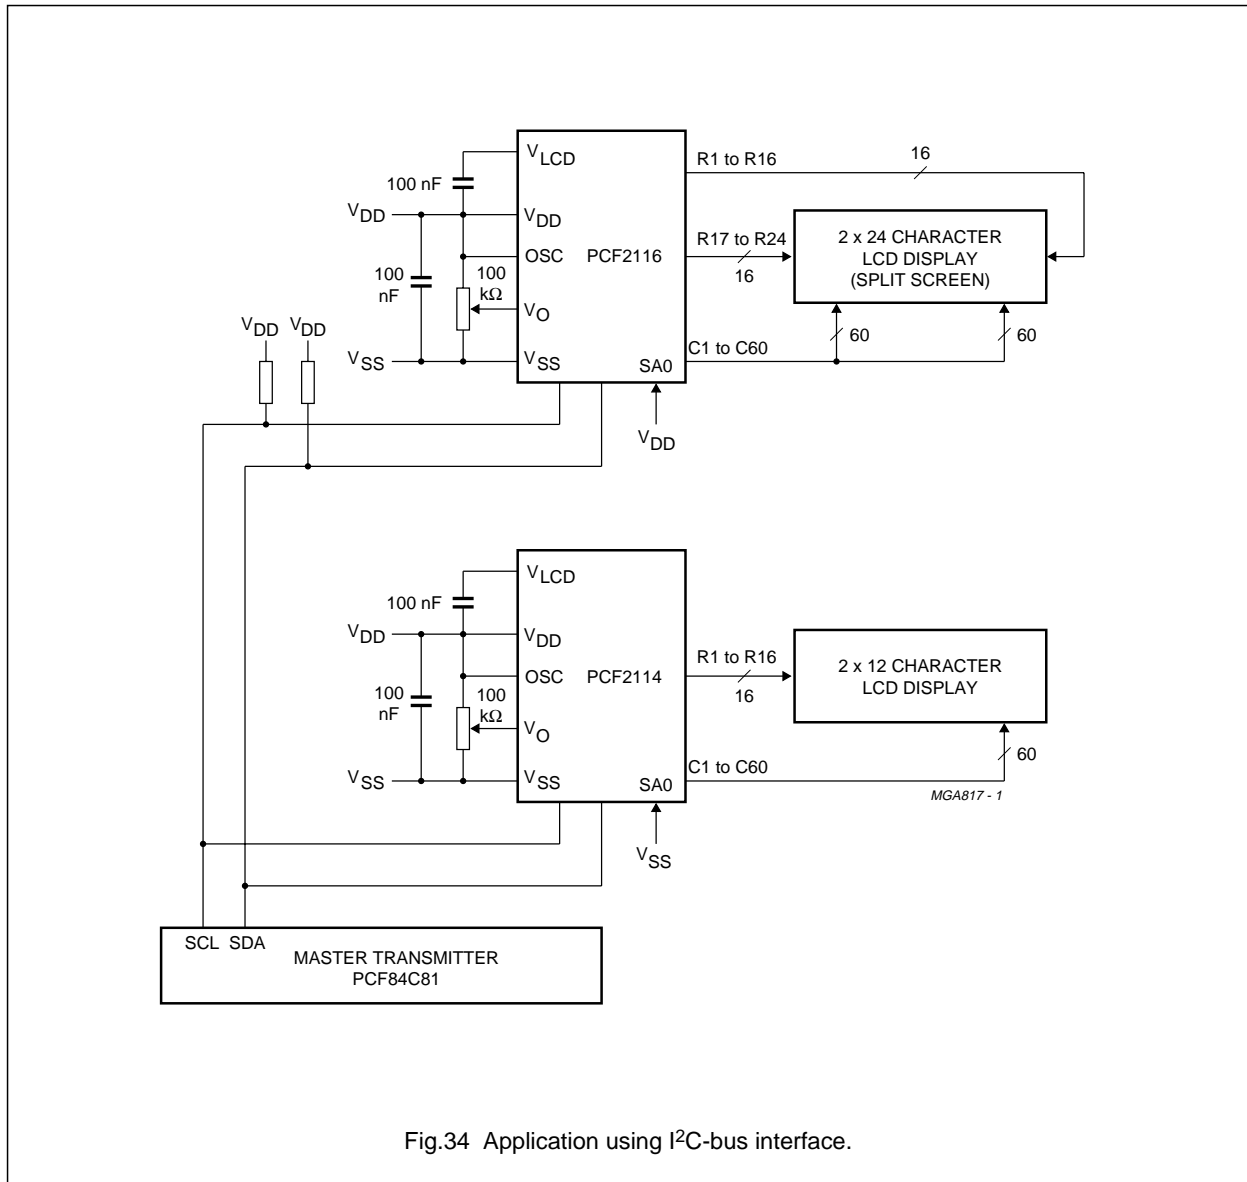 VLCD
R1 to R16
16
100 nF
VDD
VDD
R17 to R24
16
2 x 24 CHARACTER
LCD DISPLAY
(SPLIT SCREEN)
OSC
PCF2116
100
nF
100
kΩ
VO
60
60
VDD
VDD
VSS
VSS
C1 to C60
SA0
VDD
VLCD
100 nF
VDD
VDD
R1 to R16
16
2 x 12 CHARACTER
LCD DISPLAY
OSC
PCF2114
100
nF
100
kΩ
VO
60
VSS
VSS
C1 to C60
SA0
MGA817 - 1
VSS
SCL SDA
MASTER TRANSMITTER
PCF84C81
Fig.34 Application using I²C-bus interface.